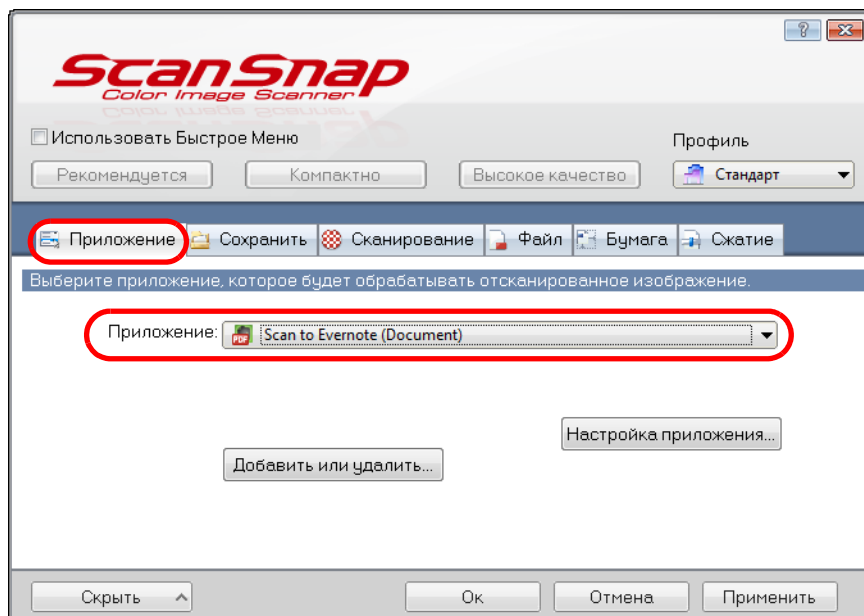 ScanSnap
Color Image Scanner
Использовать Быстрое Меню
Профиль
Рекомендуется Компактно Высокое качество Стандарт
Приложение Сохранить Сканирование Файл Бумага Сжатие
Выберите приложение, которое будет обрабатывать отсканированное изображение.
Приложение: PDF Scan to Evernote (Document)
Настройка приложения...
Добавить или удалить...
Скрыть Ок Отмена Применить